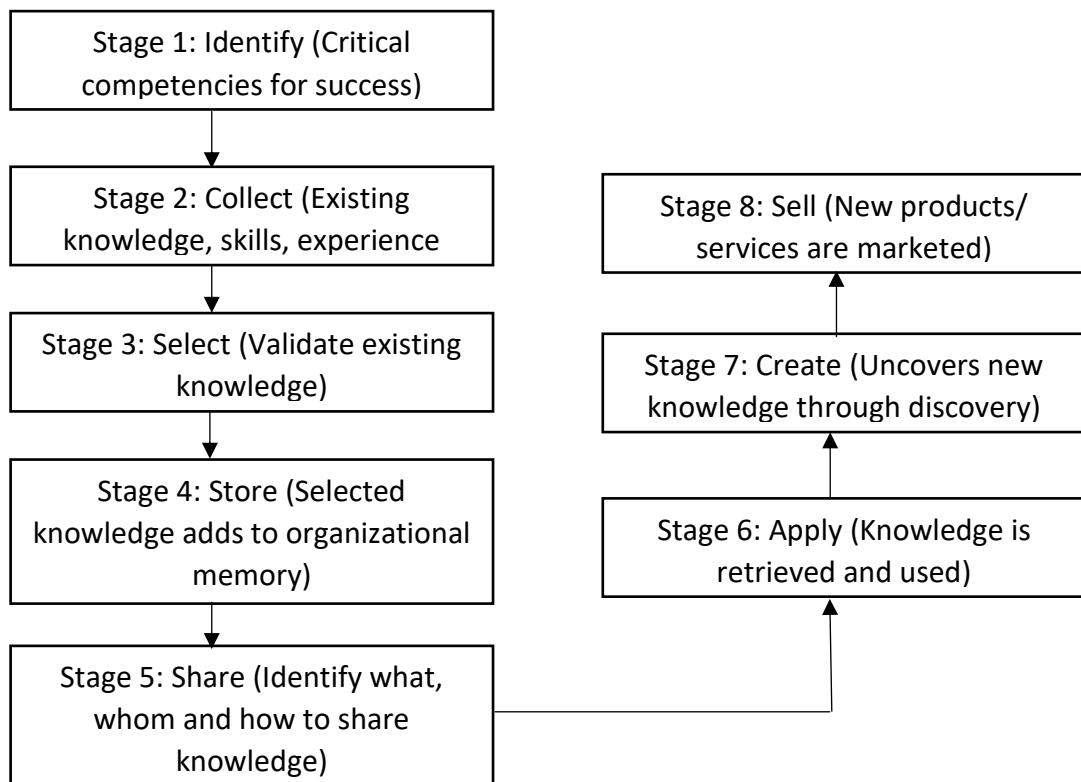 Stage 1: Identify (Critical
competencies for success)
Stage 2: Collect (Existing
knowledge, skills, experience
Stage 3: Select (Validate existing
knowledge)
Stage 4: Store (Selected
knowledge adds to organizational
memory)
Stage 5: Share (Identify what,
whom and how to share
knowledge)
Stage 6: Apply (Knowledge is
retrieved and used)
Stage 7: Create (Uncovers new
knowledge through discovery)
Stage 8: Sell (New products/
services are marketed)